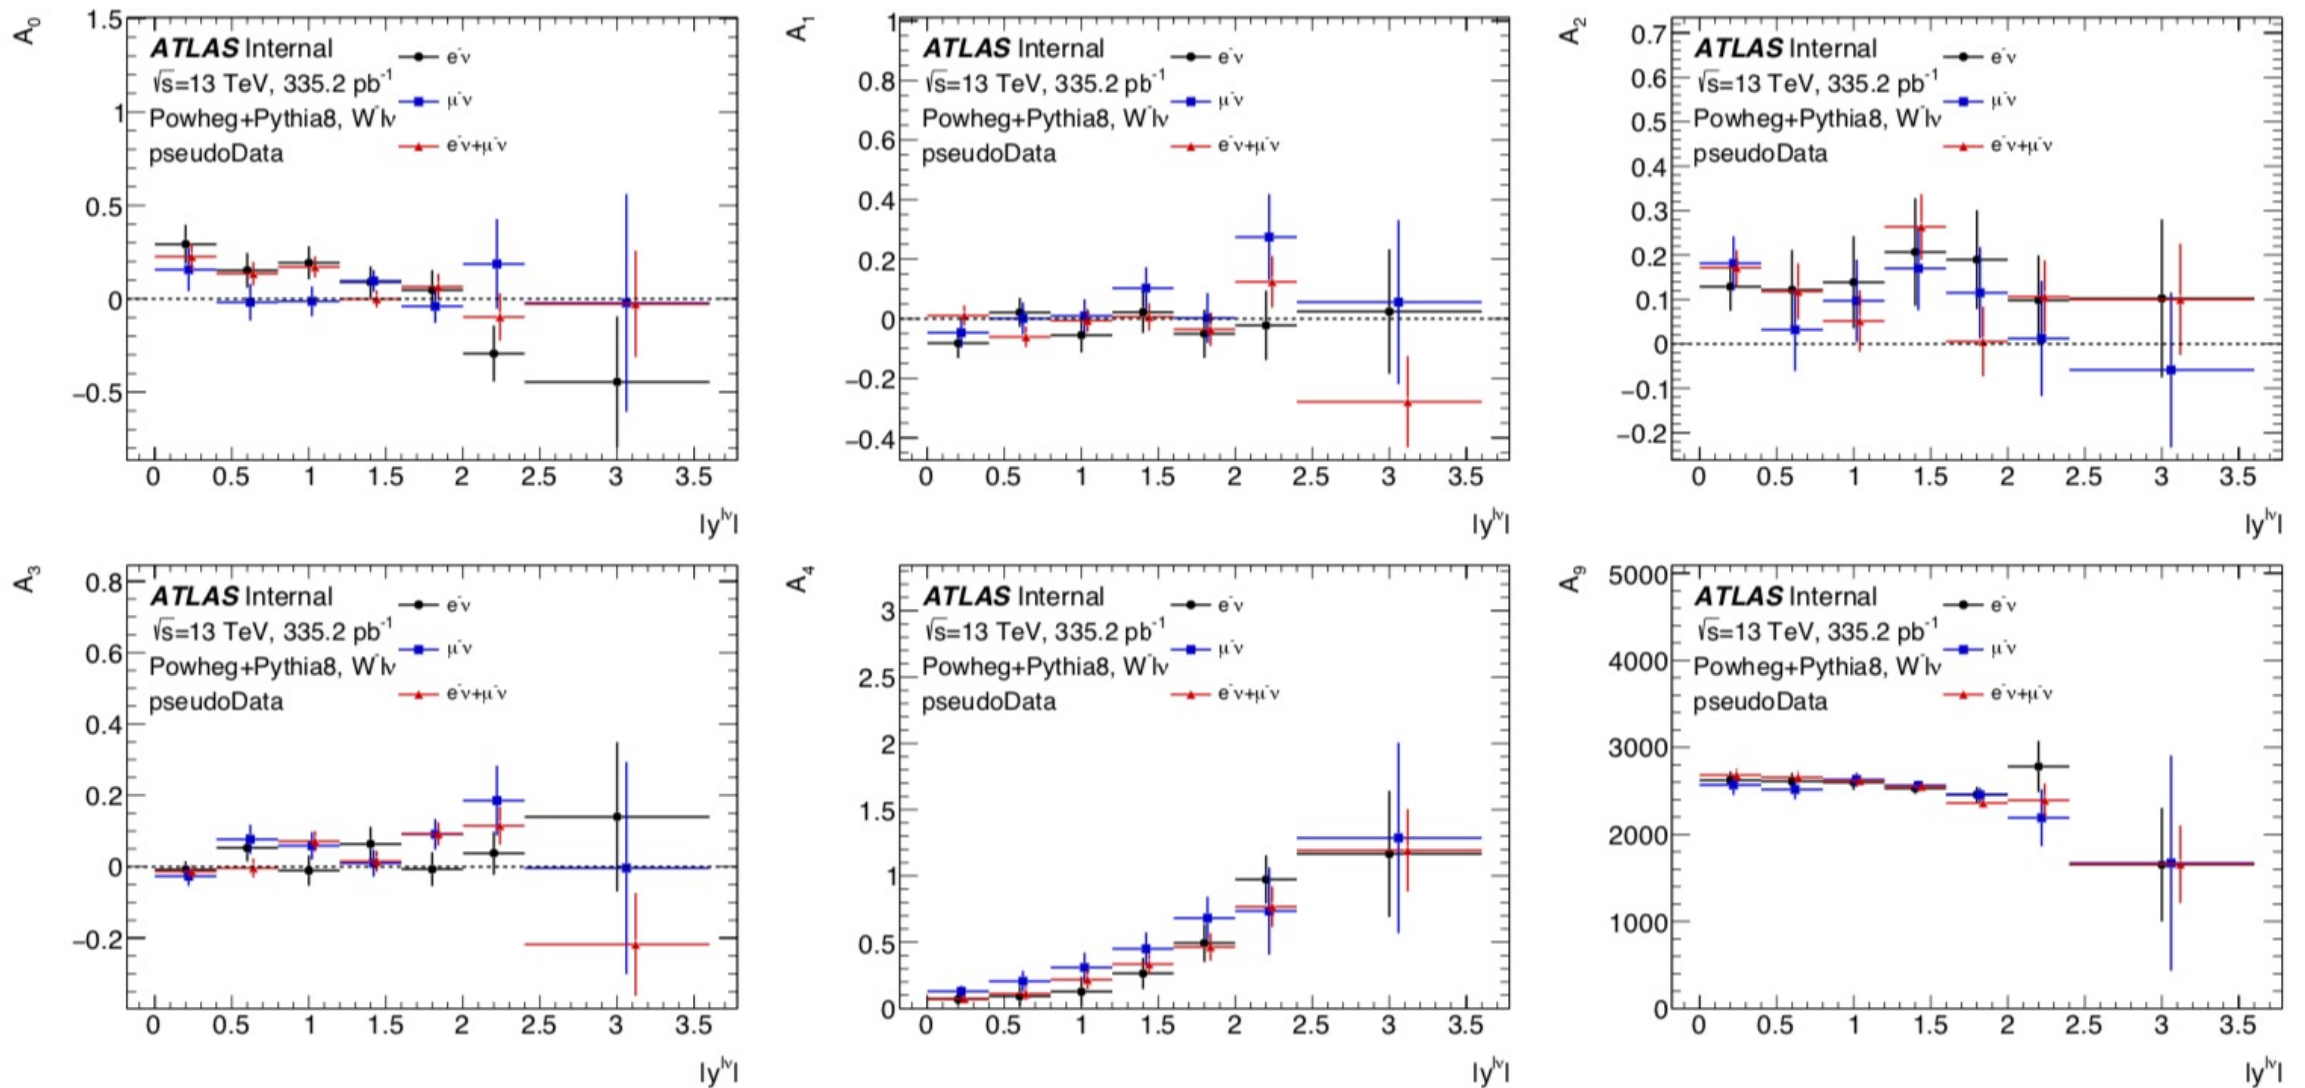 A₀
1.5
1
0.5
0
−0.5
ATLAS Internal
√s=13 TeV, 335.2 pb⁻¹
Powheg+Pythia8, W⁻lν
pseudoData
e⁻ν
μ⁻ν
e⁻ν+μ⁻ν
0 0.5 1 1.5 2 2.5 3 3.5
|y^lν|
A₁
1
0.8
0.6
0.4
0.2
0
−0.2
−0.4
ATLAS Internal
√s=13 TeV, 335.2 pb⁻¹
Powheg+Pythia8, W⁻lν
pseudoData
e⁻ν
μ⁻ν
e⁻ν+μ⁻ν
0 0.5 1 1.5 2 2.5 3 3.5
|y^lν|
A₂
0.7
0.6
0.5
0.4
0.3
0.2
0.1
0
−0.1
−0.2
ATLAS Internal
√s=13 TeV, 335.2 pb⁻¹
Powheg+Pythia8, W⁻lν
pseudoData
e⁻ν
μ⁻ν
e⁻ν+μ⁻ν
0 0.5 1 1.5 2 2.5 3 3.5
|y^lν|
A₃
0.8
0.6
0.4
0.2
0
−0.2
ATLAS Internal
√s=13 TeV, 335.2 pb⁻¹
Powheg+Pythia8, W⁻lν
pseudoData
e⁻ν
μ⁻ν
e⁻ν+μ⁻ν
0 0.5 1 1.5 2 2.5 3 3.5
|y^lν|
A₄
3
2.5
2
1.5
1
0.5
0
ATLAS Internal
√s=13 TeV, 335.2 pb⁻¹
Powheg+Pythia8, W⁻lν
pseudoData
e⁻ν
μ⁻ν
e⁻ν+μ⁻ν
0 0.5 1 1.5 2 2.5 3 3.5
|y^lν|
A₉
5000
4000
3000
2000
1000
0
ATLAS Internal
√s=13 TeV, 335.2 pb⁻¹
Powheg+Pythia8, W⁻lν
pseudoData
e⁻ν
μ⁻ν
e⁻ν+μ⁻ν
0 0.5 1 1.5 2 2.5 3 3.5
|y^lν|